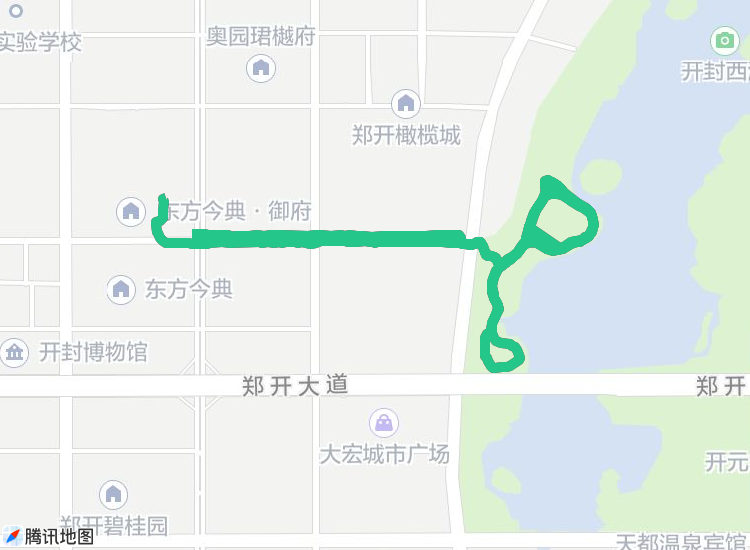 实验学校
奥园珺樾府
开封西湖
郑开橄榄城
东方今典·御府
东方今典
开封博物馆
郑开大道
郑开
大宏城市广场
开元
郑开碧桂园
腾讯地图
天都温泉宾馆